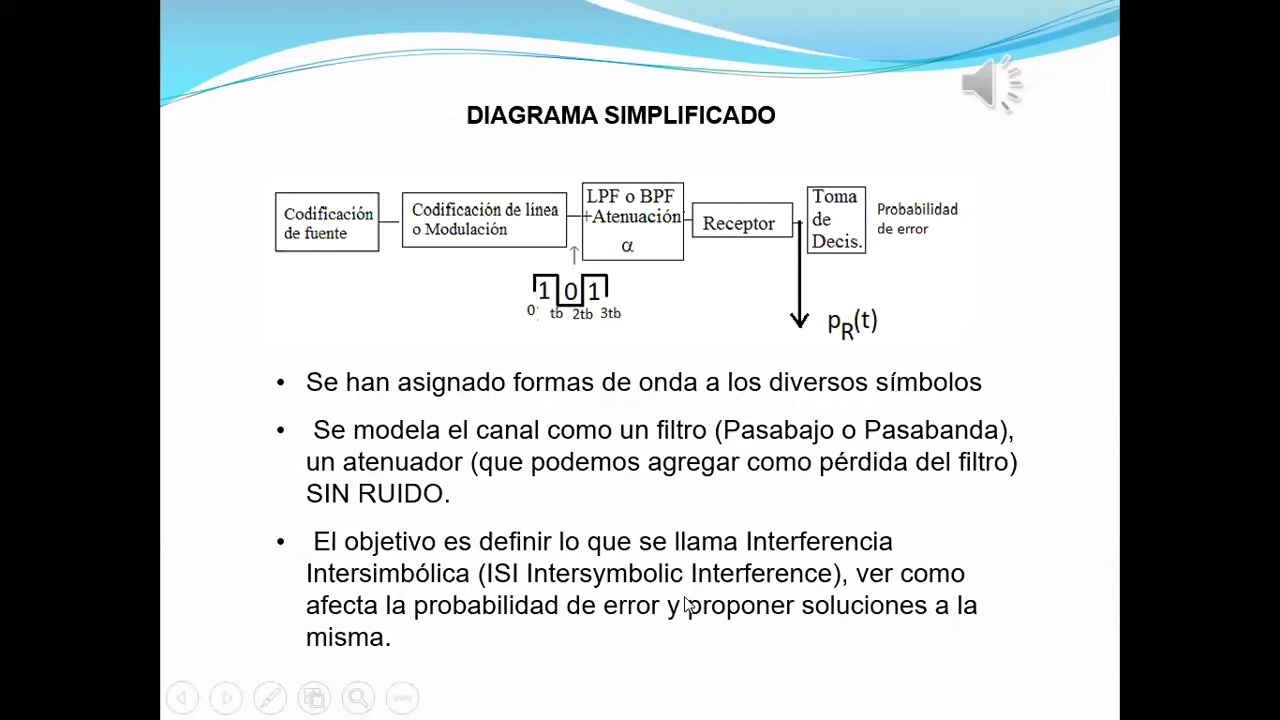 DIAGRAMA SIMPLIFICADO
Codificación
de fuente
Codificación de línea
o Modulación
LPF o BPF
+Atenuación
α
Receptor
Toma
de
Decis.
Probabilidad
de error
1 0 1
0 tb 2tb 3tb
pR(t)
• Se han asignado formas de onda a los diversos símbolos
• Se modela el canal como un filtro (Pasabajo o Pasabanda),
un atenuador (que podemos agregar como pérdida del filtro)
SIN RUIDO.
• El objetivo es definir lo que se llama Interferencia
Intersimbólica (ISI Intersymbolic Interference), ver como
afecta la probabilidad de error y proponer soluciones a la
misma.